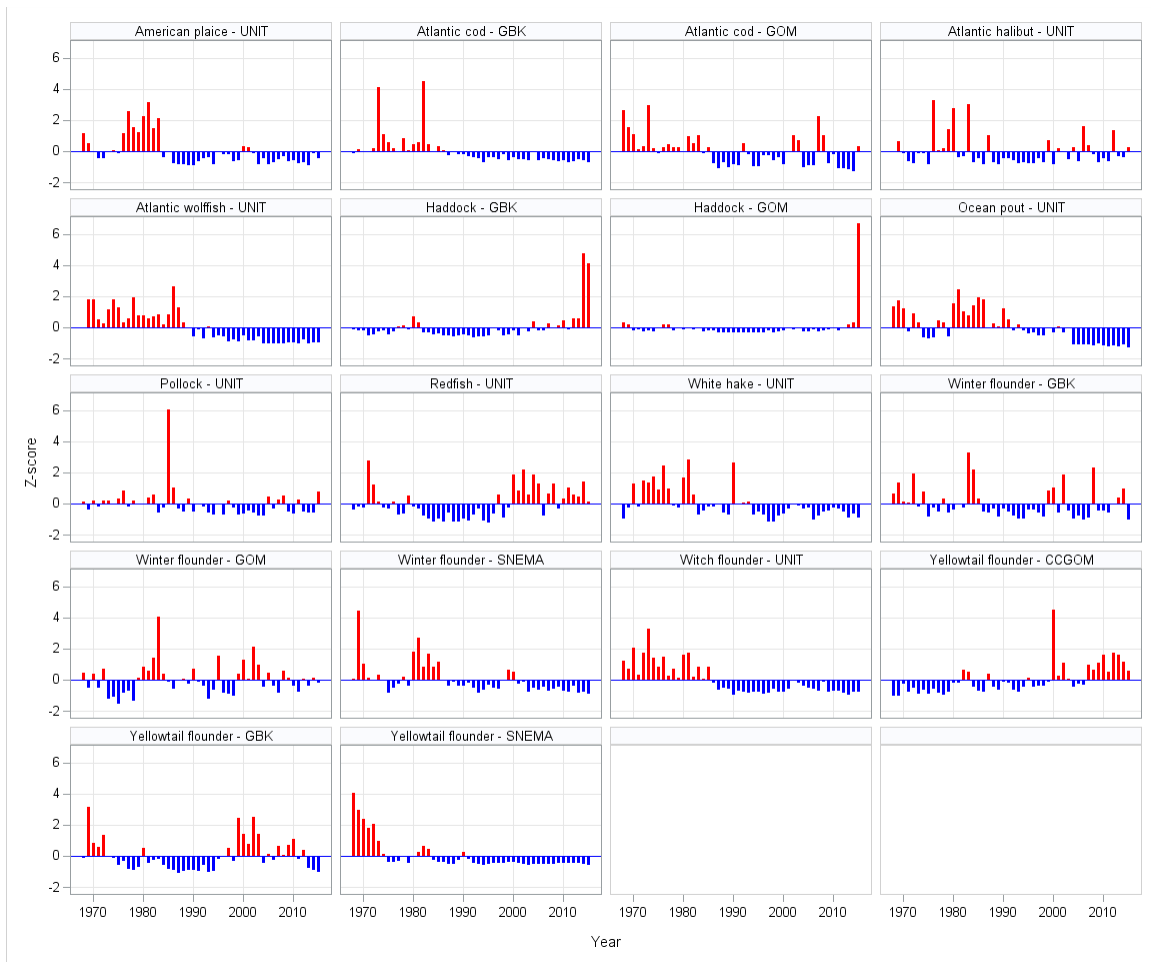 American plaice - UNIT
Atlantic cod - GBK
Atlantic cod - GOM
Atlantic halibut - UNIT
6
4
2
0
-2
Atlantic wolffish - UNIT
Haddock - GBK
Haddock - GOM
Ocean pout - UNIT
6
4
2
0
-2
Pollock - UNIT
Redfish - UNIT
White hake - UNIT
Winter flounder - GBK
6
4
2
0
-2
Z-score
Winter flounder - GOM
Winter flounder - SNEMA
Witch flounder - UNIT
Yellowtail flounder - CCGOM
6
4
2
0
-2
Yellowtail flounder - GBK
Yellowtail flounder - SNEMA
6
4
2
0
-2
1970 1980 1990 2000 2010
1970 1980 1990 2000 2010
1970 1980 1990 2000 2010
1970 1980 1990 2000 2010
Year